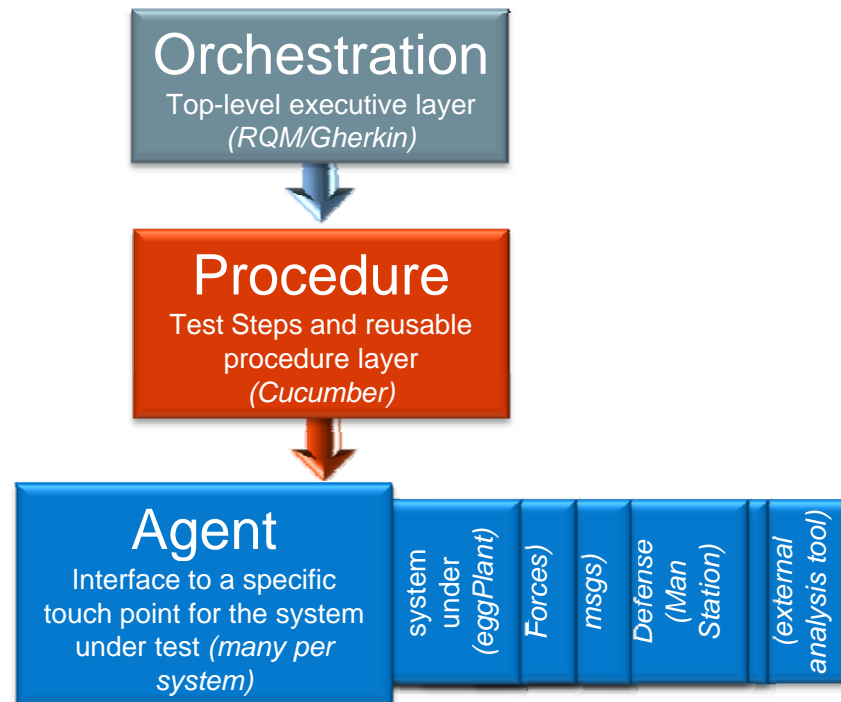 Orchestration
Top-level executive layer
(RQM/Gherkin)
Procedure
Test Steps and reusable
procedure layer
(Cucumber)
Agent
Interface to a specific
touch point for the system
under test (many per
system)
system
under
(eggPlant)
Forces)
msgs)
Defense
(Man
Station)
(external
analysis tool)